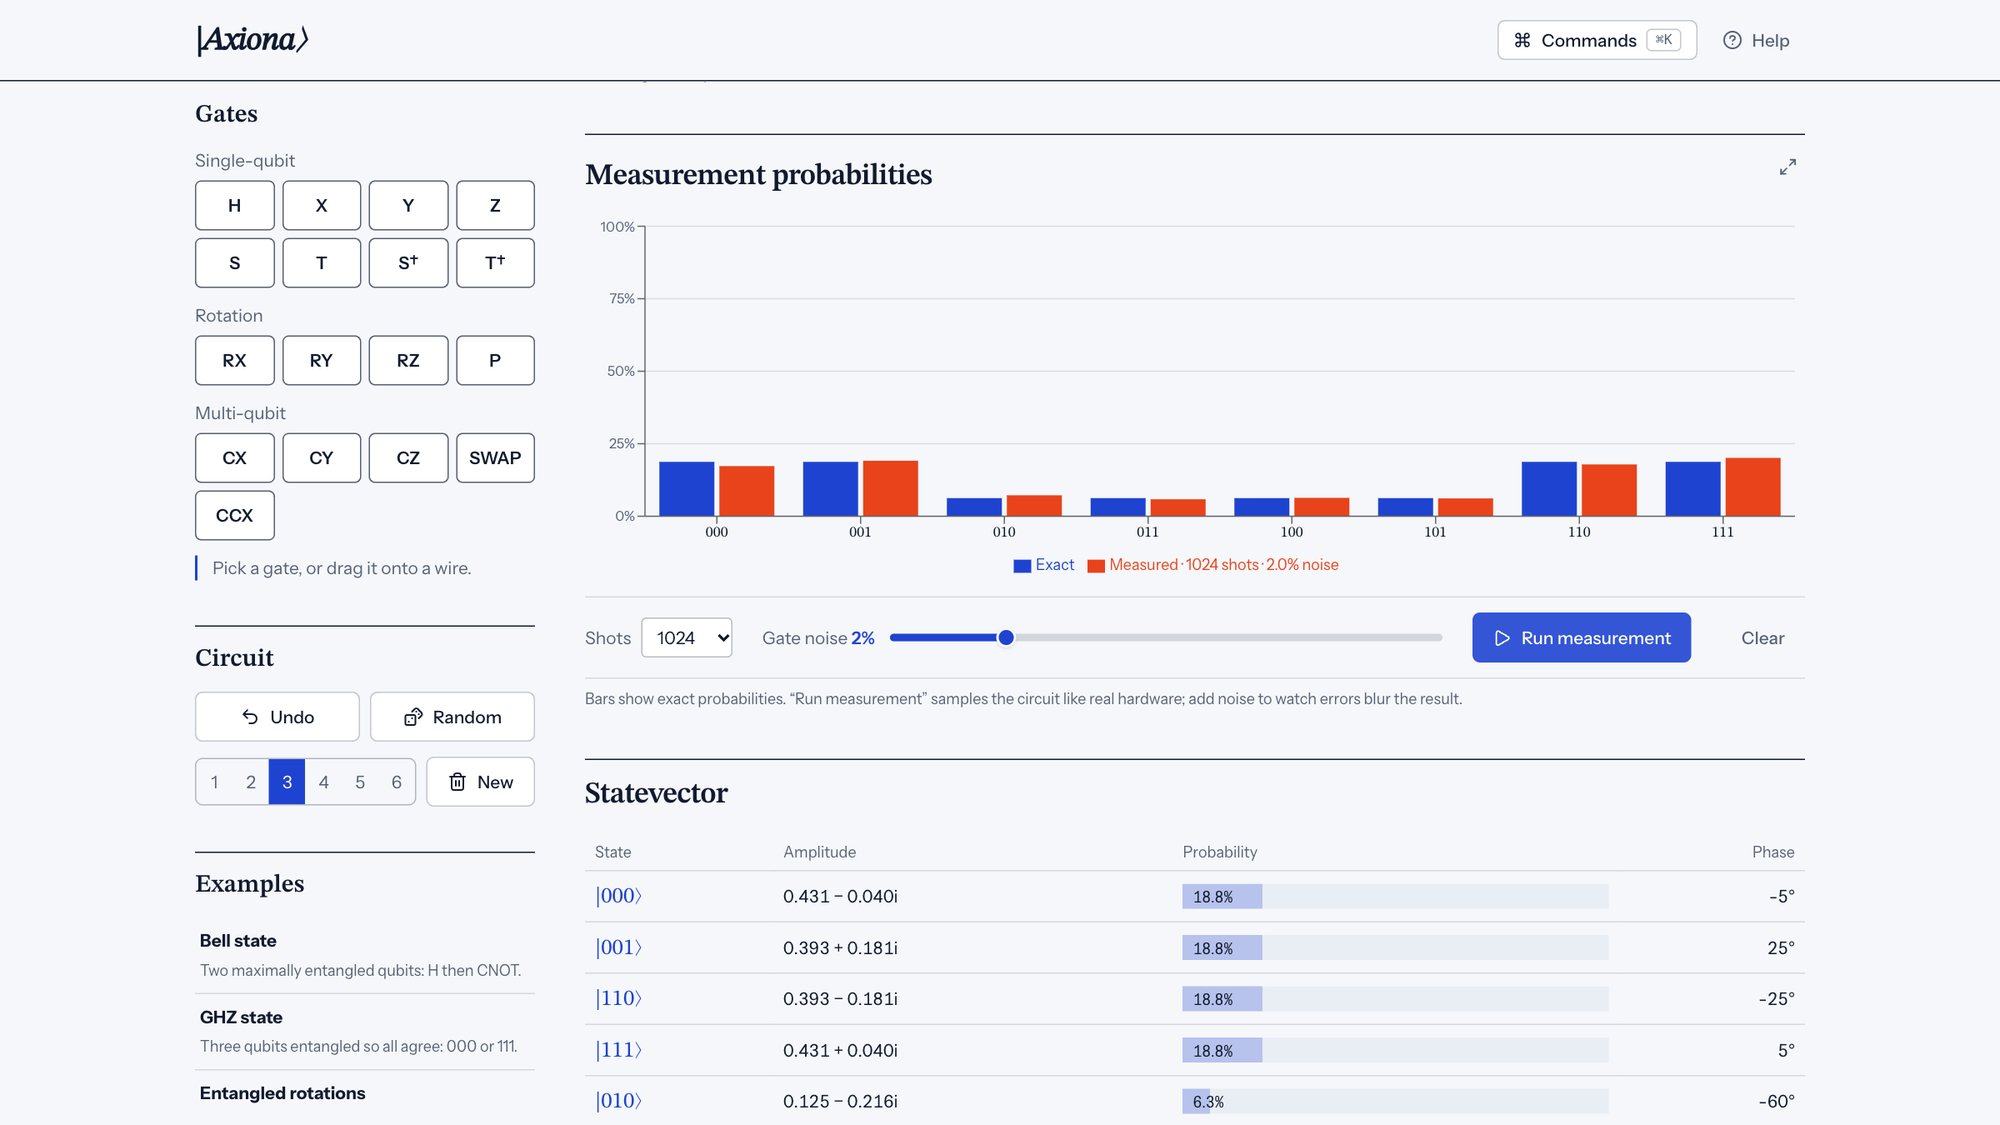 |Axiona⟩
Commands ⌘K
Help
Gates
Single-qubit
H X Y Z
S T S† T†
Rotation
RX RY RZ P
Multi-qubit
CX CY CZ SWAP
CCX
Pick a gate, or drag it onto a wire.
Circuit
Undo Random
1 2 3 4 5 6 New
Examples
Bell state
Two maximally entangled qubits: H then CNOT.
GHZ state
Three qubits entangled so all agree: 000 or 111.
Entangled rotations
Measurement probabilities
100%
75%
50%
25%
0%
000 001 010 011 100 101 110 111
Exact Measured · 1024 shots · 2.0% noise
Shots 1024 Gate noise 2% Run measurement Clear
Bars show exact probabilities. “Run measurement” samples the circuit like real hardware; add noise to watch errors blur the result.
Statevector
State Amplitude Probability Phase
|000⟩ 0.431 − 0.040i 18.8% -5°
|001⟩ 0.393 + 0.181i 18.8% 25°
|110⟩ 0.393 − 0.181i 18.8% -25°
|111⟩ 0.431 + 0.040i 18.8% 5°
|010⟩ 0.125 − 0.216i 6.3% -60°